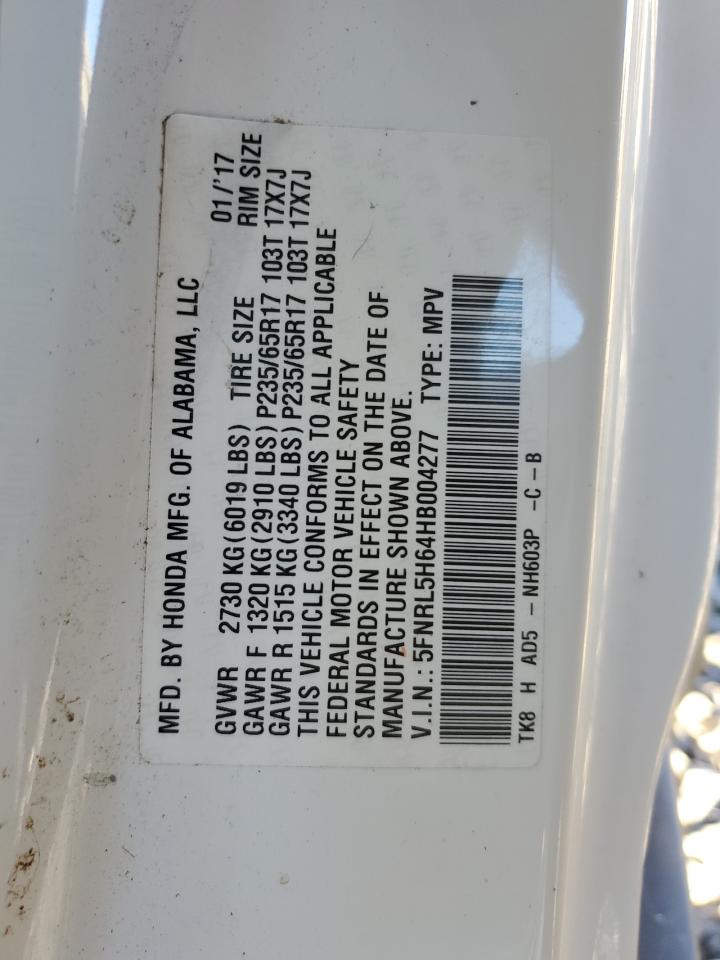 MFD. BY HONDA MFG. OF ALABAMA, LLC 01/'17
GVWR 2730 KG(6019 LBS) TIRE SIZE RIM SIZE
GAWR F 1320 KG(2910 LBS) P235/65R17 103T 17X7J
GAWR R 1515 KG(3340 LBS) P235/65R17 103T 17X7J
THIS VEHICLE CONFORMS TO ALL APPLICABLE
FEDERAL MOTOR VEHICLE SAFETY
STANDARDS IN EFFECT ON THE DATE OF
MANUFACTURE SHOWN ABOVE.
V.I.N.: 5FNRL5H64HB004277 TYPE: MPV
TK8 H AD5 - NH603P -C-B